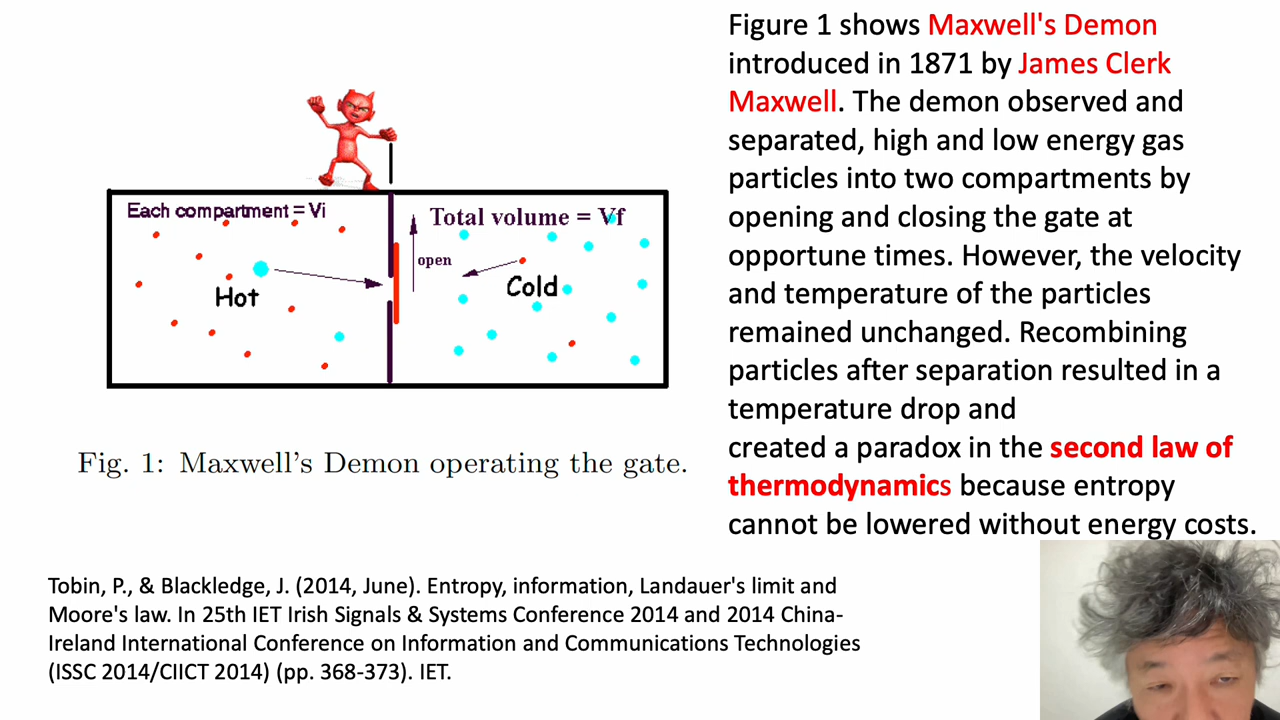 Each compartment = Vi
Total volume = Vf
open
Hot
Cold
Fig. 1: Maxwell's Demon operating the gate.
Figure 1 shows Maxwell's Demon
introduced in 1871 by James Clerk
Maxwell. The demon observed and
separated, high and low energy gas
particles into two compartments by
opening and closing the gate at
opportune times. However, the velocity
and temperature of the particles
remained unchanged. Recombining
particles after separation resulted in a
temperature drop and
created a paradox in the second law of
thermodynamics because entropy
cannot be lowered without energy costs.
Tobin, P., & Blackledge, J. (2014, June). Entropy, information, Landauer's limit and
Moore's law. In 25th IET Irish Signals & Systems Conference 2014 and 2014 China-
Ireland International Conference on Information and Communications Technologies
(ISSC 2014/CIICT 2014) (pp. 368-373). IET.